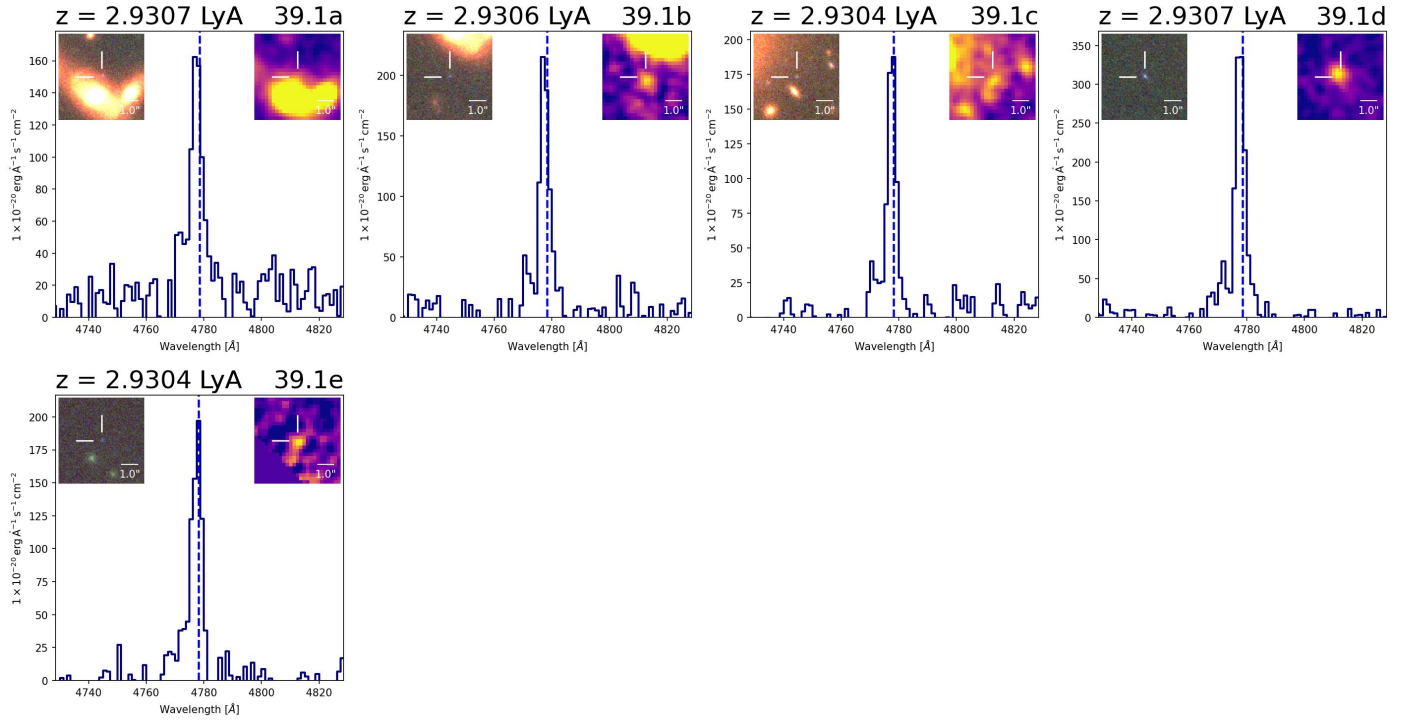 z = 2.9307 LyA 39.1a
1.0"
1.0"
160
140
120
100
80
60
40
20
0
1 × 10⁻²⁰ erg Å⁻¹ s⁻¹ cm⁻²
4740 4760 4780 4800 4820
Wavelength [Å]
z = 2.9306 LyA 39.1b
1.0"
1.0"
200
150
100
50
0
1 × 10⁻²⁰ erg Å⁻¹ s⁻¹ cm⁻²
4740 4760 4780 4800 4820
Wavelength [Å]
z = 2.9304 LyA 39.1c
1.0"
1.0"
200
175
150
125
100
75
50
25
0
1 × 10⁻²⁰ erg Å⁻¹ s⁻¹ cm⁻²
4740 4760 4780 4800 4820
Wavelength [Å]
z = 2.9307 LyA 39.1d
1.0"
1.0"
350
300
250
200
150
100
50
0
1 × 10⁻²⁰ erg Å⁻¹ s⁻¹ cm⁻²
4740 4760 4780 4800 4820
Wavelength [Å]
z = 2.9304 LyA 39.1e
1.0"
1.0"
200
175
150
125
100
75
50
25
0
1 × 10⁻²⁰ erg Å⁻¹ s⁻¹ cm⁻²
4740 4760 4780 4800 4820
Wavelength [Å]